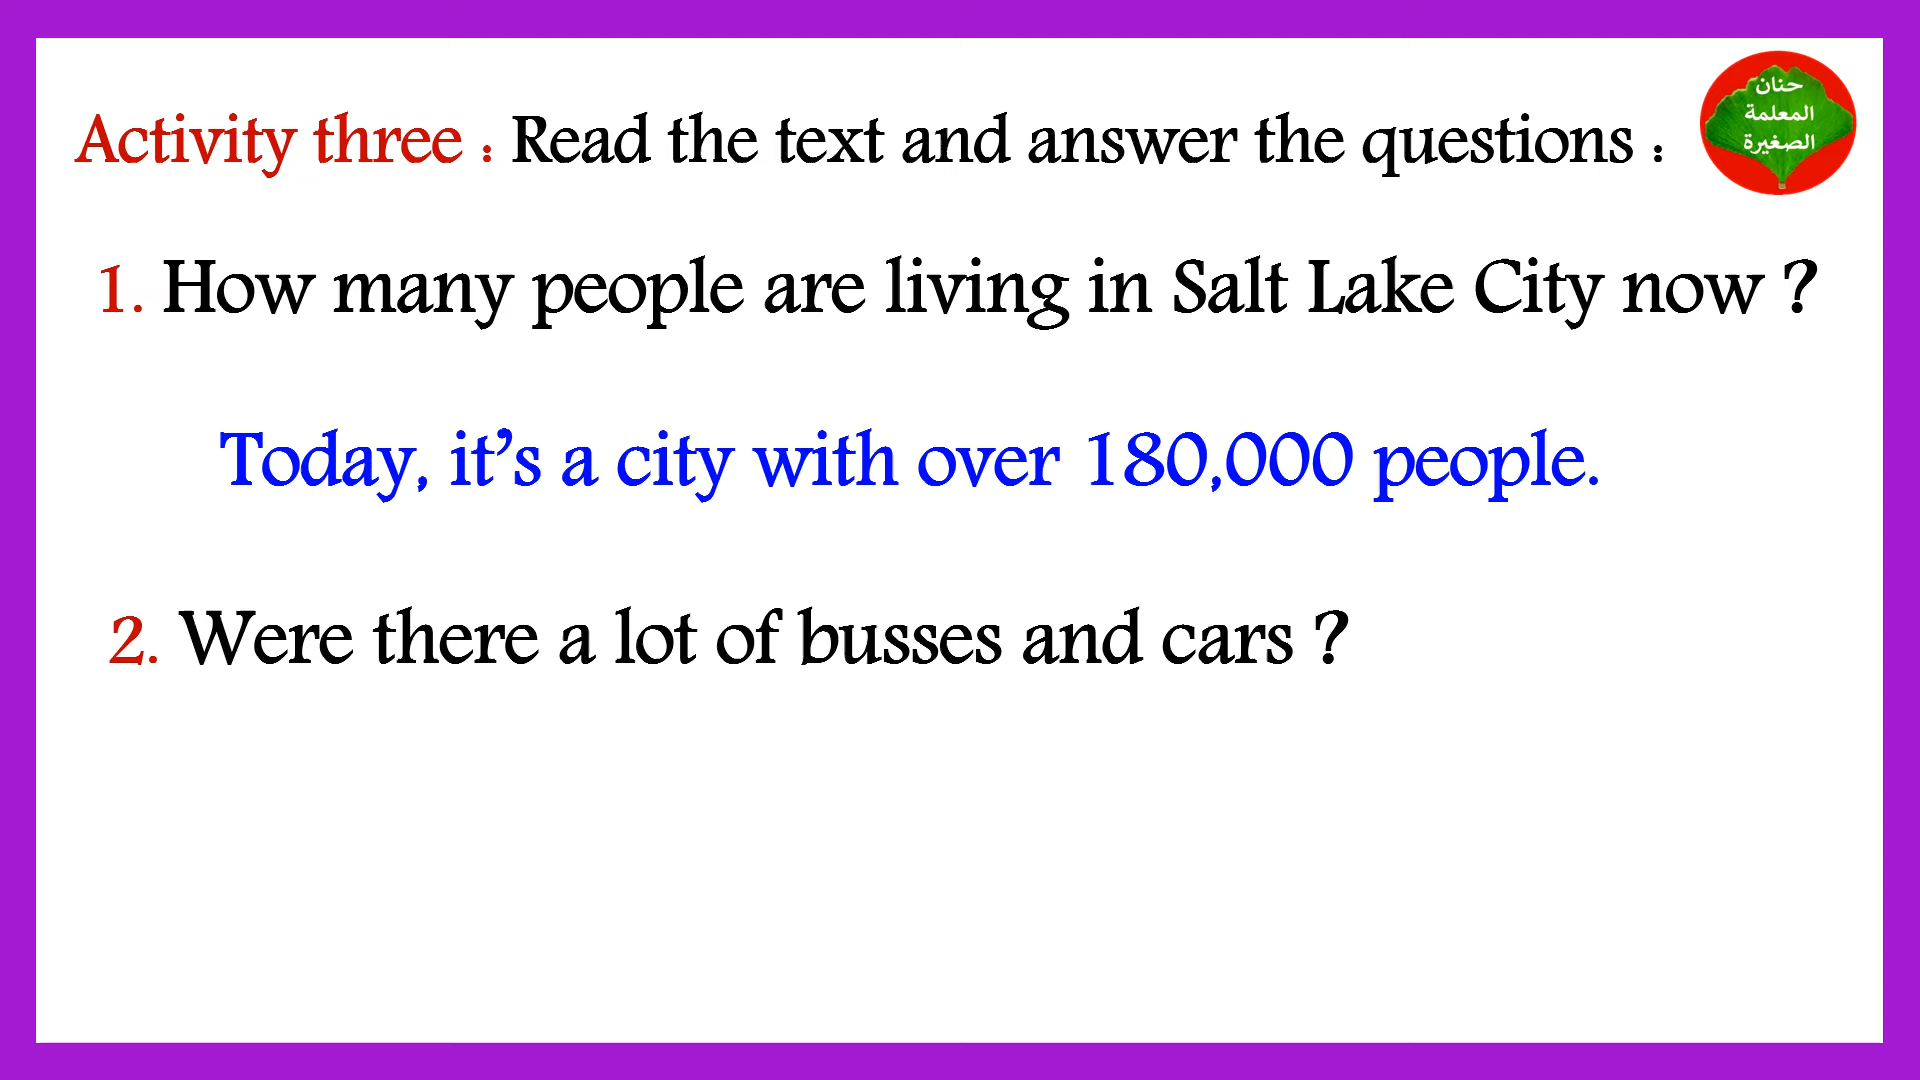 Activity three : Read the text and answer the questions :
حنان
المعلمة
الصغيرة
1. How many people are living in Salt Lake City now ?
Today, it’s a city with over 180,000 people.
2. Were there a lot of busses and cars ?